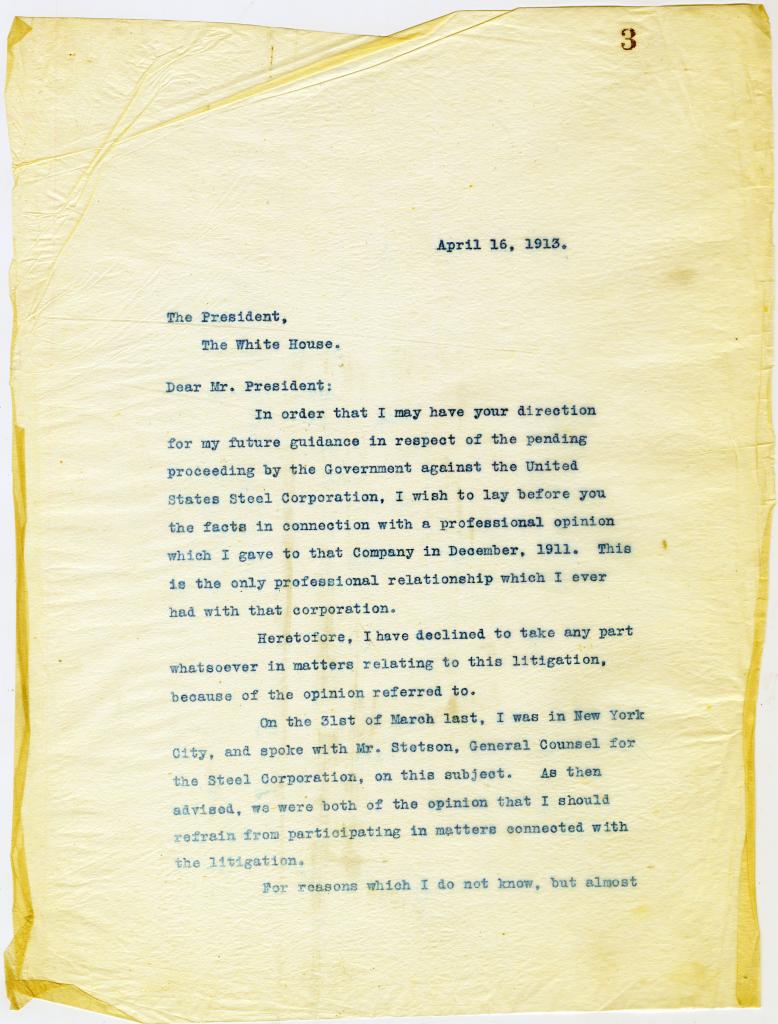 3
April 16, 1913.
The President,
The White House.
Dear Mr. President:
In order that I may have your direction
for my future guidance in respect of the pending
proceeding by the Government against the United
States Steel Corporation, I wish to lay before you
the facts in connection with a professional opinion
which I gave to that Company in December, 1911. This
is the only professional relationship which I ever
had with that corporation.
Heretofore, I have declined to take any part
whatsoever in matters relating to this litigation,
because of the opinion referred to.
On the 31st of March last, I was in New York
City, and spoke with Mr. Stetson, General Counsel for
the Steel Corporation, on this subject. As then
advised, we were both of the opinion that I should
refrain from participating in matters connected with
the litigation.
For reasons which I do not know, but almost